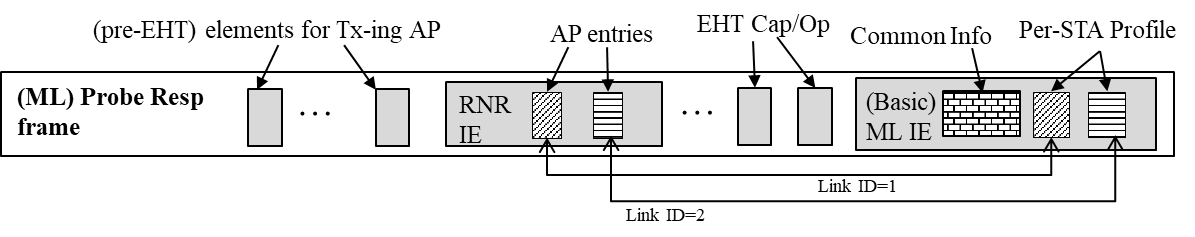 (pre-EHT) elements for Tx-ing AP
AP entries
EHT Cap/Op
Common Info
Per-STA Profile
(ML) Probe Resp
frame
...
RNR
IE
...
(Basic)
ML IE
Link ID=1
Link ID=2